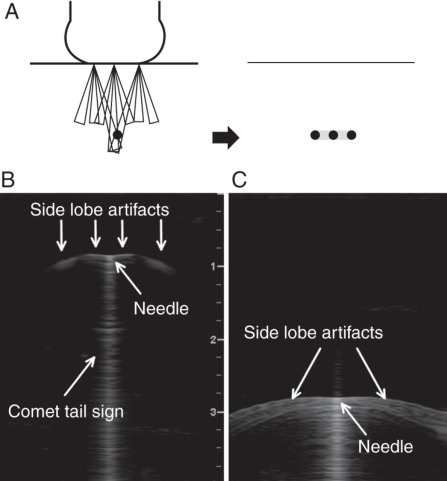 A
B
C
Side lobe artifacts
1
Needle
2
Side lobe artifacts
Comet tail sign
3
Needle